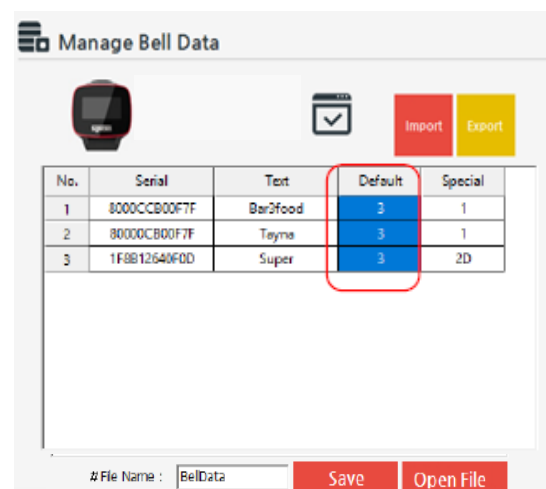 Manage Bell Data
Import Export
No. Serial Text Default Special
1 8000CCB00F7F Bar3food 3 1
2 80000CB00F7F Tayna 3 1
3 1F8B12640F0D Super 3 2D
# File Name : BellData Save Open File